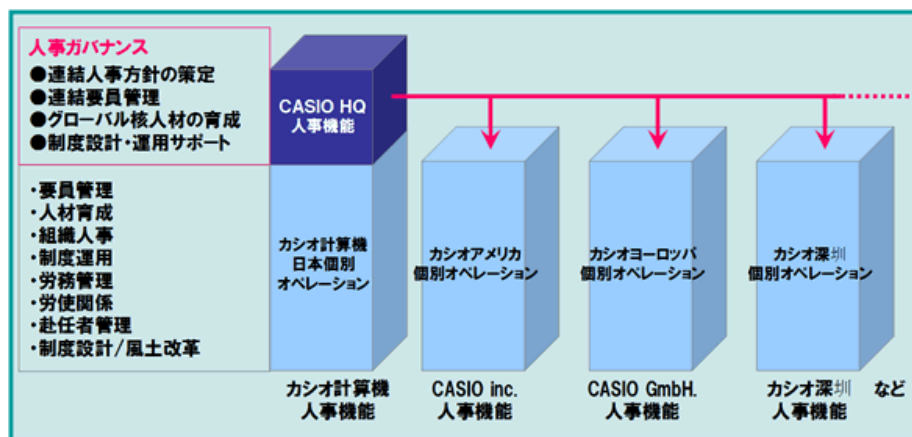 人事ガバナンス
●連結人事方針の策定
●連結要員管理
●グローバル核人材の育成
●制度設計・運用サポート
・要員管理
・人材育成
・組織人事
・制度運用
・労務管理
・労使関係
・赴任者管理
・制度設計/風土改革
CASIO HQ
人事機能
カシオ計算機
日本個別
オペレーション
カシオアメリカ
個別オペレーション
カシオヨーロッパ
個別オペレーション
カシオ深圳
個別オペレーション
カシオ計算機
人事機能
CASIO inc.
人事機能
CASIO GmbH.
人事機能
カシオ深圳 など
人事機能